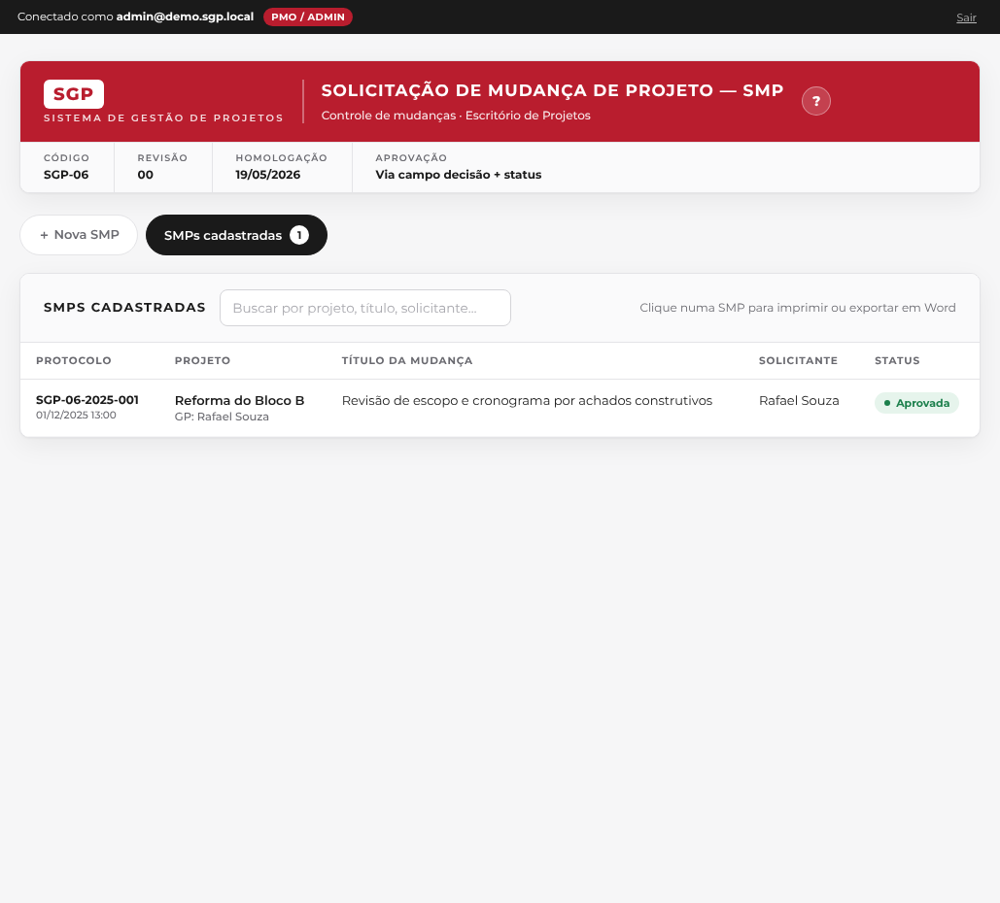 Conectado como admin@demo.sgp.local PMO / ADMIN Sair
SGP
SISTEMA DE GESTÃO DE PROJETOS
SOLICITAÇÃO DE MUDANÇA DE PROJETO — SMP
Controle de mudanças · Escritório de Projetos
?
CÓDIGO
SGP-06
REVISÃO
00
HOMOLOGAÇÃO
19/05/2026
APROVAÇÃO
Via campo decisão + status
+ Nova SMP
SMPs cadastradas 1
SMPS CADASTRADAS
Buscar por projeto, título, solicitante...
Clique numa SMP para imprimir ou exportar em Word
PROTOCOLO PROJETO TÍTULO DA MUDANÇA SOLICITANTE STATUS
SGP-06-2025-001 Reforma do Bloco B Revisão de escopo e cronograma por achados construtivos Rafael Souza Aprovada
01/12/2025 13:00 GP: Rafael Souza